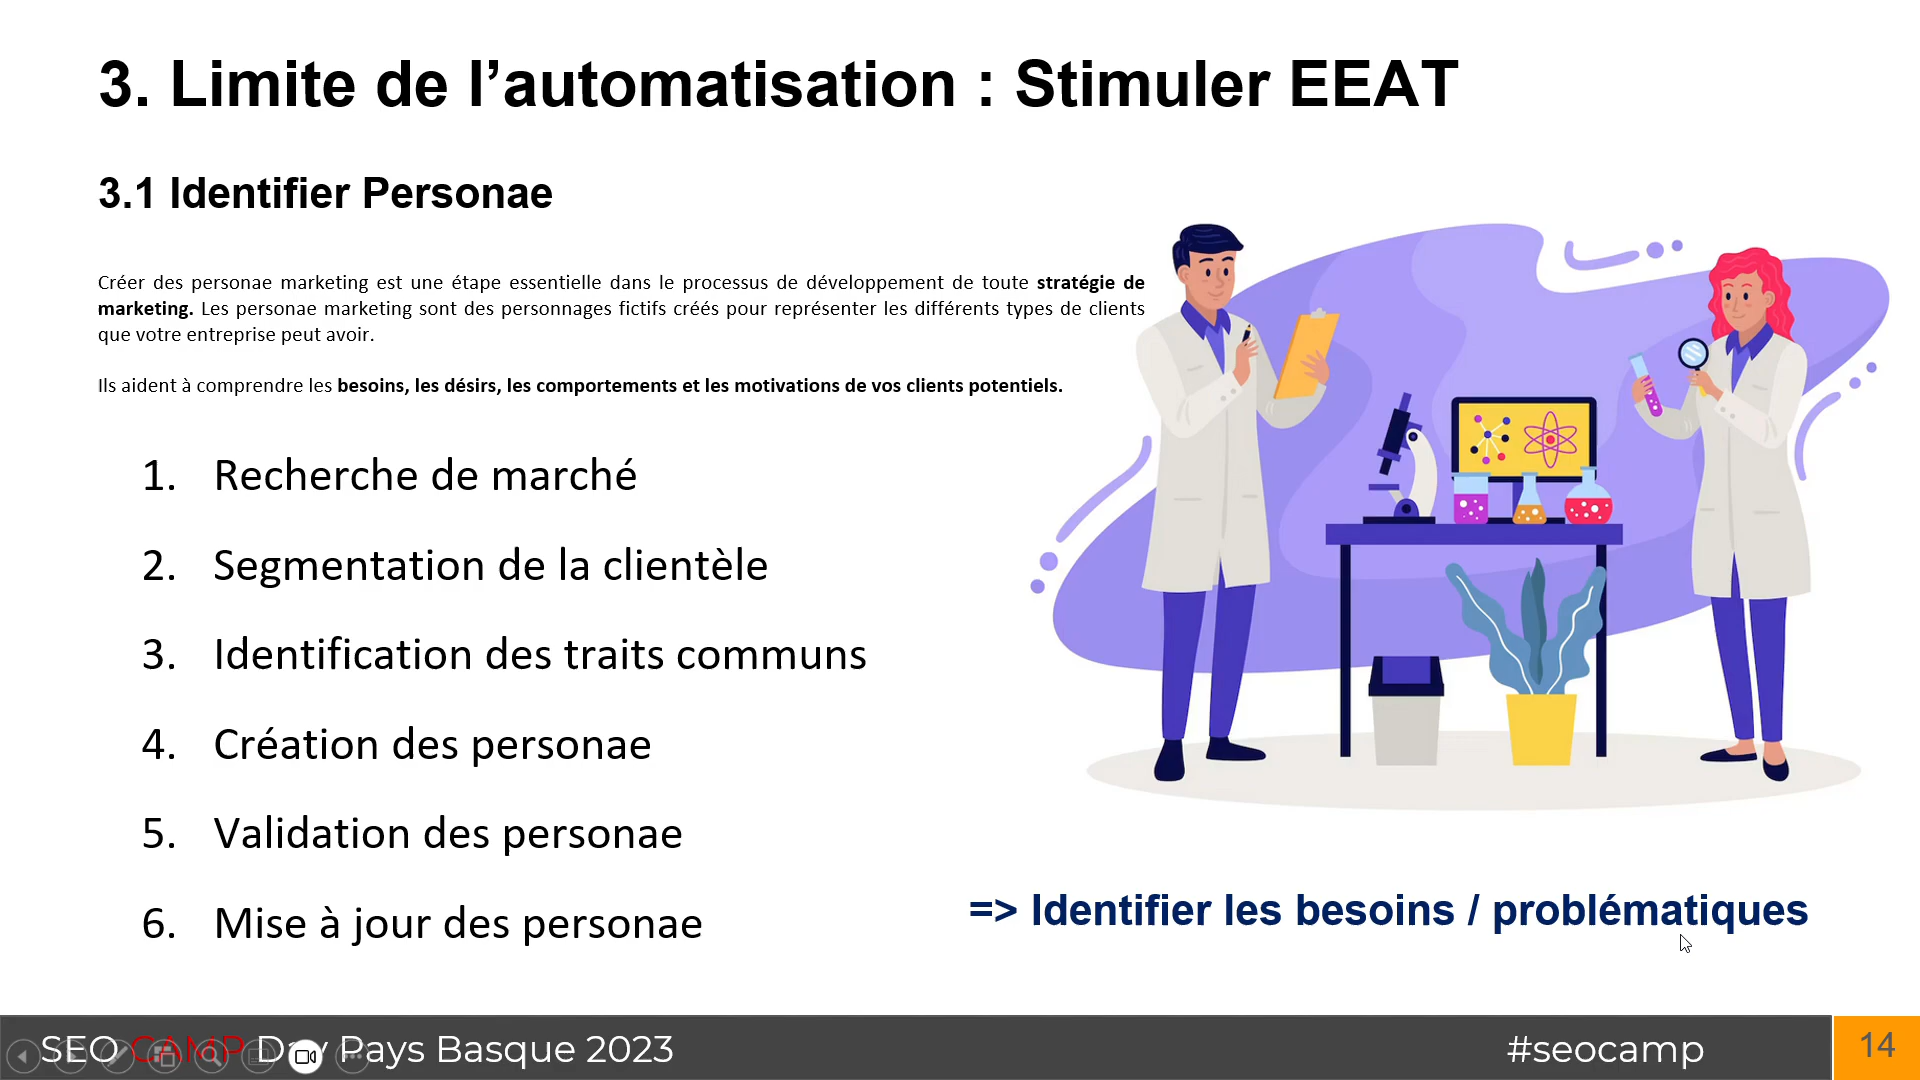 3. Limite de l’automatisation : Stimuler EEAT
3.1 Identifier Personae
Créer des personae marketing est une étape essentielle dans le processus de développement de toute stratégie de
marketing. Les personae marketing sont des personnages fictifs créés pour représenter les différents types de clients
que votre entreprise peut avoir.
Ils aident à comprendre les besoins, les désirs, les comportements et les motivations de vos clients potentiels.
1. Recherche de marché
2. Segmentation de la clientèle
3. Identification des traits communs
4. Création des personae
5. Validation des personae
6. Mise à jour des personae
=> Identifier les besoins / problématiques
SEO CAMP Day Pays Basque 2023
#seocamp
14